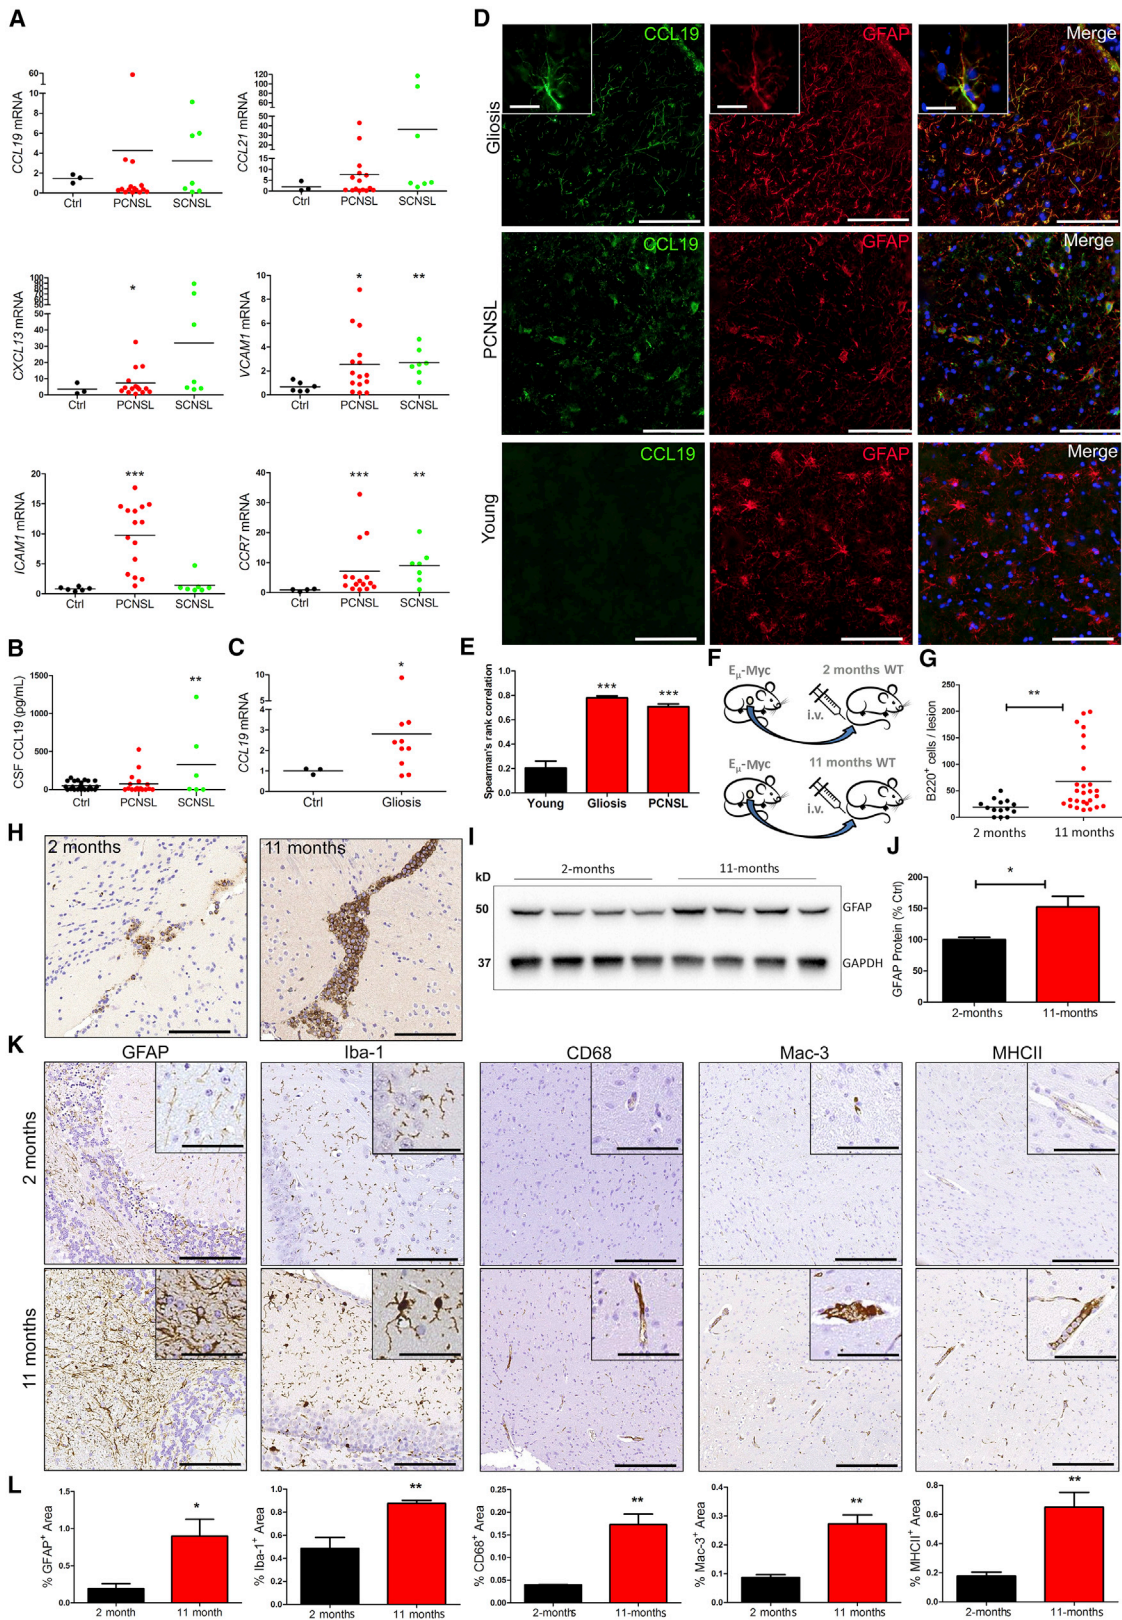 A
CCL19 mRNA
60
10
8
6
4
2
0
Ctrl PCNSL SCNSL
CCL21 mRNA
120
100
80
60
50
40
30
20
15
10
5
0
Ctrl PCNSL SCNSL
CXCL13 mRNA
100
90
80
70
60
50
50
40
30
20
10
0
*
Ctrl PCNSL SCNSL
VCAM1 mRNA
10
8
6
4
2
0
* **
Ctrl PCNSL SCNSL
ICAM1 mRNA
20
15
10
5
0
***
Ctrl PCNSL SCNSL
CCR7 mRNA
40
30
20
10
0
*** **
Ctrl PCNSL SCNSL
B
CSF CCL19 (pg/mL)
1500
1000
500
0
**
Ctrl PCNSL SCNSL
C
CCL19 mRNA
10
5
4
3
2
1
0
*
Ctrl Gliosis
D
Gliosis
CCL19 GFAP Merge
PCNSL
CCL19 GFAP Merge
Young
CCL19 GFAP Merge
E
Spearman's rank correlation
1.0
0.8
0.6
0.4
0.2
0.0
*** ***
Young Gliosis PCNSL
F
Eμ-Myc 2 months WT
i.v.
Eμ-Myc 11 months WT
i.v.
G
B220+ cells / lesion
250
200
150
100
50
0
**
2 months 11 months
H
2 months 11 months
I
kD 2-months 11-months
50 GFAP
37 GAPDH
J
GFAP Protein (% Ctrl)
200
150
100
50
0
*
2-months 11-months
K
GFAP Iba-1 CD68 Mac-3 MHCII
2 months
11 months
L
% GFAP+ Area
1.5
1.0
0.5
0.0
*
2 month 11 month
% Iba-1+ Area
1.0
0.8
0.6
0.4
0.2
0.0
**
2 months 11 months
% CD68+ Area
0.25
0.20
0.15
0.10
0.05
0.00
**
2-months 11-months
% Mac-3+ Area
0.4
0.3
0.2
0.1
0.0
**
2 months 11 months
% MHCII+ Area
0.8
0.6
0.4
0.2
0.0
**
2-months 11-months